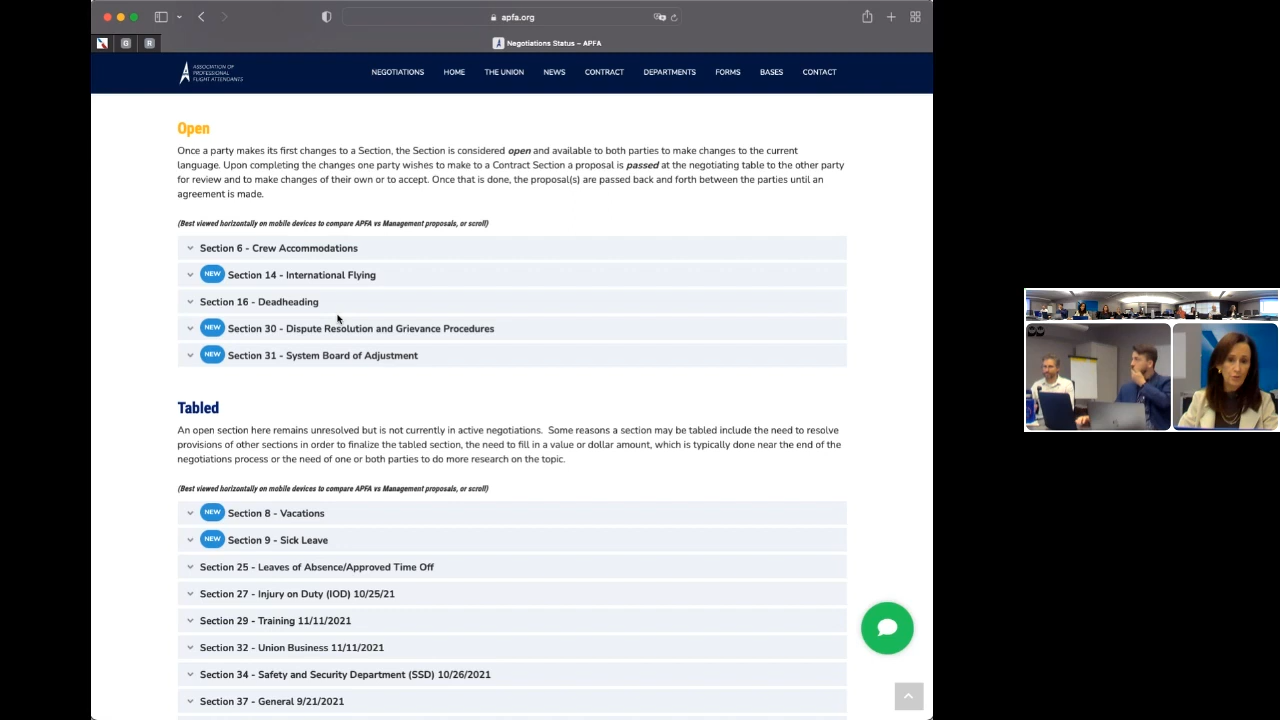 apfa.org
G
R
Negotiations Status – APFA
ASSOCIATION OF
PROFESSIONAL
FLIGHT ATTENDANTS
NEGOTIATIONS HOME THE UNION NEWS CONTRACT DEPARTMENTS FORMS BASES CONTACT
Open
Once a party makes its first changes to a Section, the Section is considered open and available to both parties to make changes to the current
language. Upon completing the changes one party wishes to make to a Contract Section a proposal is passed at the negotiating table to the other party
for review and to make changes of their own or to accept. Once that is done, the proposal(s) are passed back and forth between the parties until an
agreement is made.
(Best viewed horizontally on mobile devices to compare APFA vs Management proposals, or scroll)
Section 6 - Crew Accommodations
NEW Section 14 - International Flying
Section 16 - Deadheading
NEW Section 30 - Dispute Resolution and Grievance Procedures
NEW Section 31 - System Board of Adjustment
Tabled
An open section here remains unresolved but is not currently in active negotiations. Some reasons a section may be tabled include the need to resolve
provisions of other sections in order to finalize the tabled section, the need to fill in a value or dollar amount, which is typically done near the end of the
negotiations process or the need of one or both parties to do more research on the topic.
(Best viewed horizontally on mobile devices to compare APFA vs Management proposals, or scroll)
NEW Section 8 - Vacations
NEW Section 9 - Sick Leave
Section 25 - Leaves of Absence/Approved Time Off
Section 27 - Injury on Duty (IOD) 10/25/21
Section 29 - Training 11/11/2021
Section 32 - Union Business 11/11/2021
Section 34 - Safety and Security Department (SSD) 10/26/2021
Section 37 - General 9/21/2021